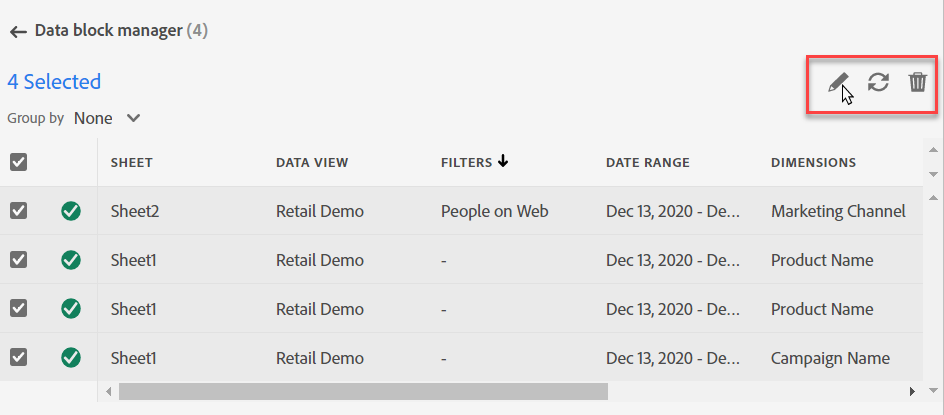 Data block manager (4)
4 Selected
Group by None
SHEET DATA VIEW FILTERS DATE RANGE DIMENSIONS
Sheet2 Retail Demo People on Web Dec 13, 2020 - De... Marketing Channel
Sheet1 Retail Demo - Dec 13, 2020 - De... Product Name
Sheet1 Retail Demo - Dec 13, 2020 - De... Product Name
Sheet1 Retail Demo - Dec 13, 2020 - De... Campaign Name